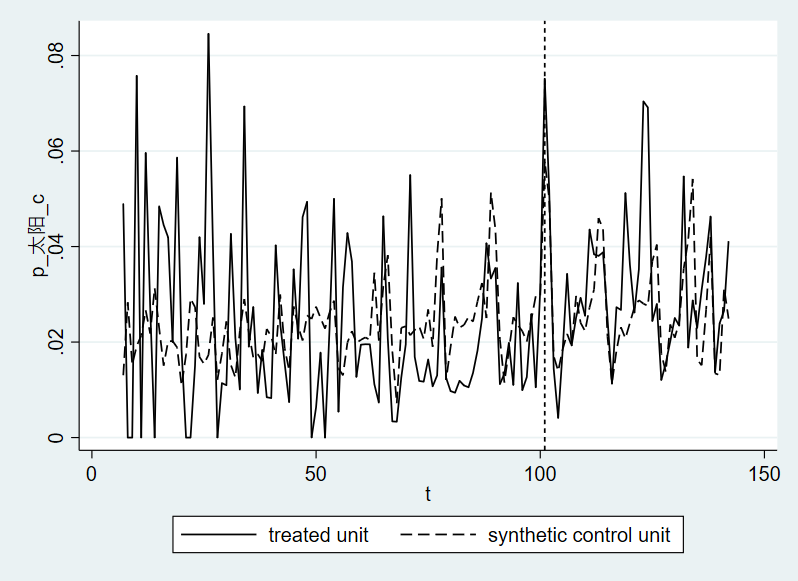 .08
.06
.04
.02
0
p_太阳_c
0 50 100 150
t
treated unit synthetic control unit